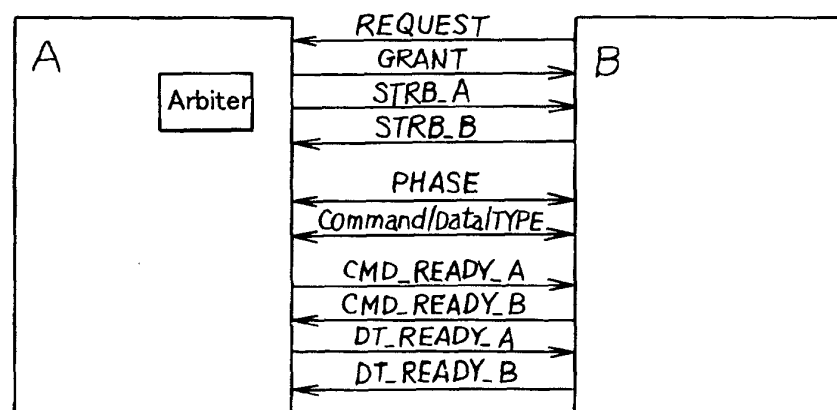 REQUEST
A
GRANT
B
Arbiter
STRB_A
STRB_B
PHASE
Command/Data/TYPE
CMD_READY_A
CMD_READY_B
DT_READY_A
DT_READY_B